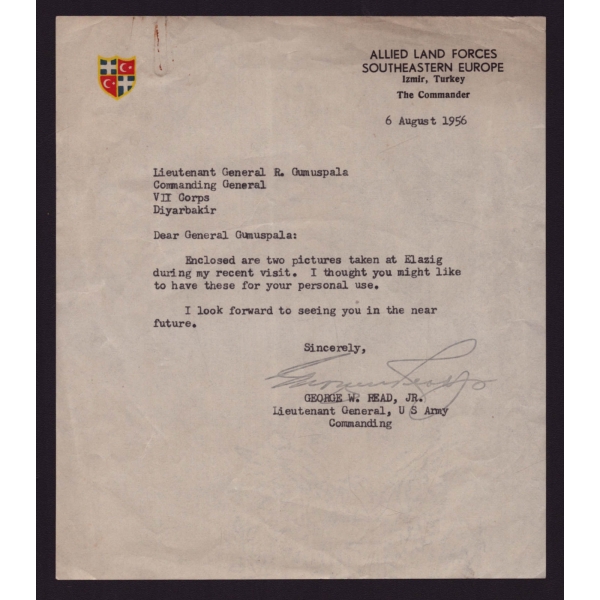 ALLIED LAND FORCES
SOUTHEASTERN EUROPE
Izmir, Turkey
The Commander
6 August 1956
Lieutenant General R. Gumuspala
Commanding General
VII Corps
Diyarbakir
Dear General Gumuspala:
Enclosed are two pictures taken at Elazig
during my recent visit. I thought you might like
to have these for your personal use.
I look forward to seeing you in the near
future.
Sincerely,
GEORGE W. READ, JR.
Lieutenant General, U S Army
Commanding